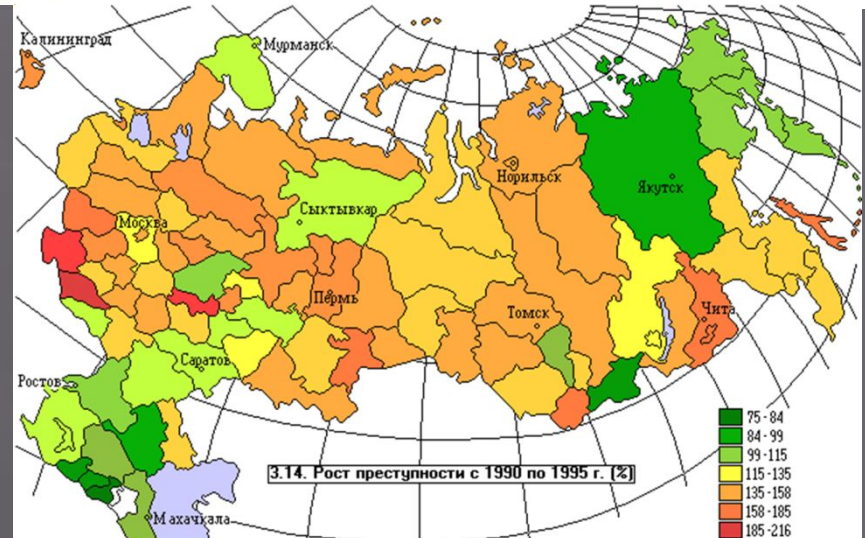 Калининград
Мурманск
Норильск
Якутск
Сыктывкар
Москва
Пермь
Томск
Чита
Саратов
Ростов
Махачкала
3.14. Рост преступности с 1990 по 1995 г. (%)
75 - 84
84 - 99
99 - 115
115 -135
135 -158
158 -185
185 -216